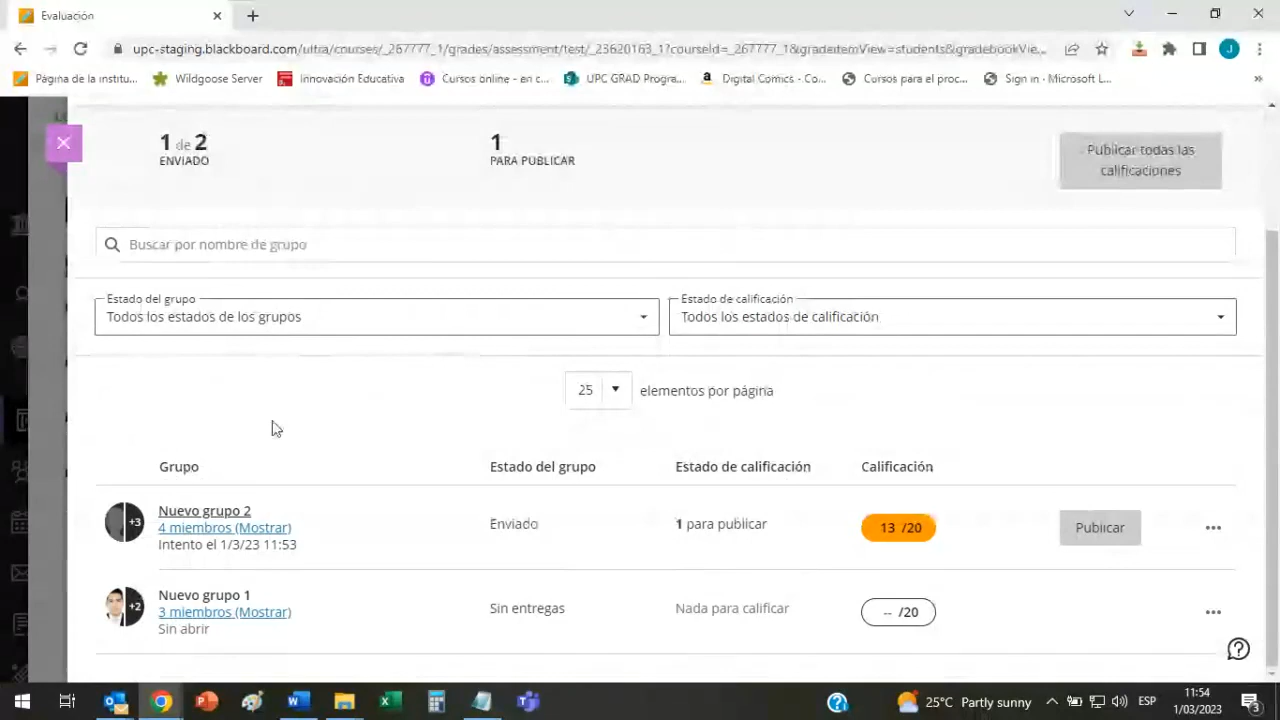 Evaluación
upc-staging.blackboard.com/ultra/courses/_267777_1/grades/assessment/test/_23620163_1?courseId=_267777_1&gradeitemView=students&gradebookVie...
J
Página de la institu...
Wildgoose Server
Innovación Educativa
Cursos online - en c...
UPC GRAD Progra...
Digital Comics - Co...
Cursos para el proc...
Sign in - Microsoft L...
1 de 2
ENVIADO
1
PARA PUBLICAR
Publicar todas las
calificaciones
Buscar por nombre de grupo
Estado del grupo
Todos los estados de los grupos
Estado de calificación
Todos los estados de calificación
25 elementos por página
Grupo Estado del grupo Estado de calificación Calificación
+3
Nuevo grupo 2
4 miembros (Mostrar)
Intento el 1/3/23 11:53
Enviado
1 para publicar
13 /20
Publicar
+2
Nuevo grupo 1
3 miembros (Mostrar)
Sin abrir
Sin entregas
Nada para calificar
-- /20
25°C Partly sunny
ESP
11:54
1/03/2023
3